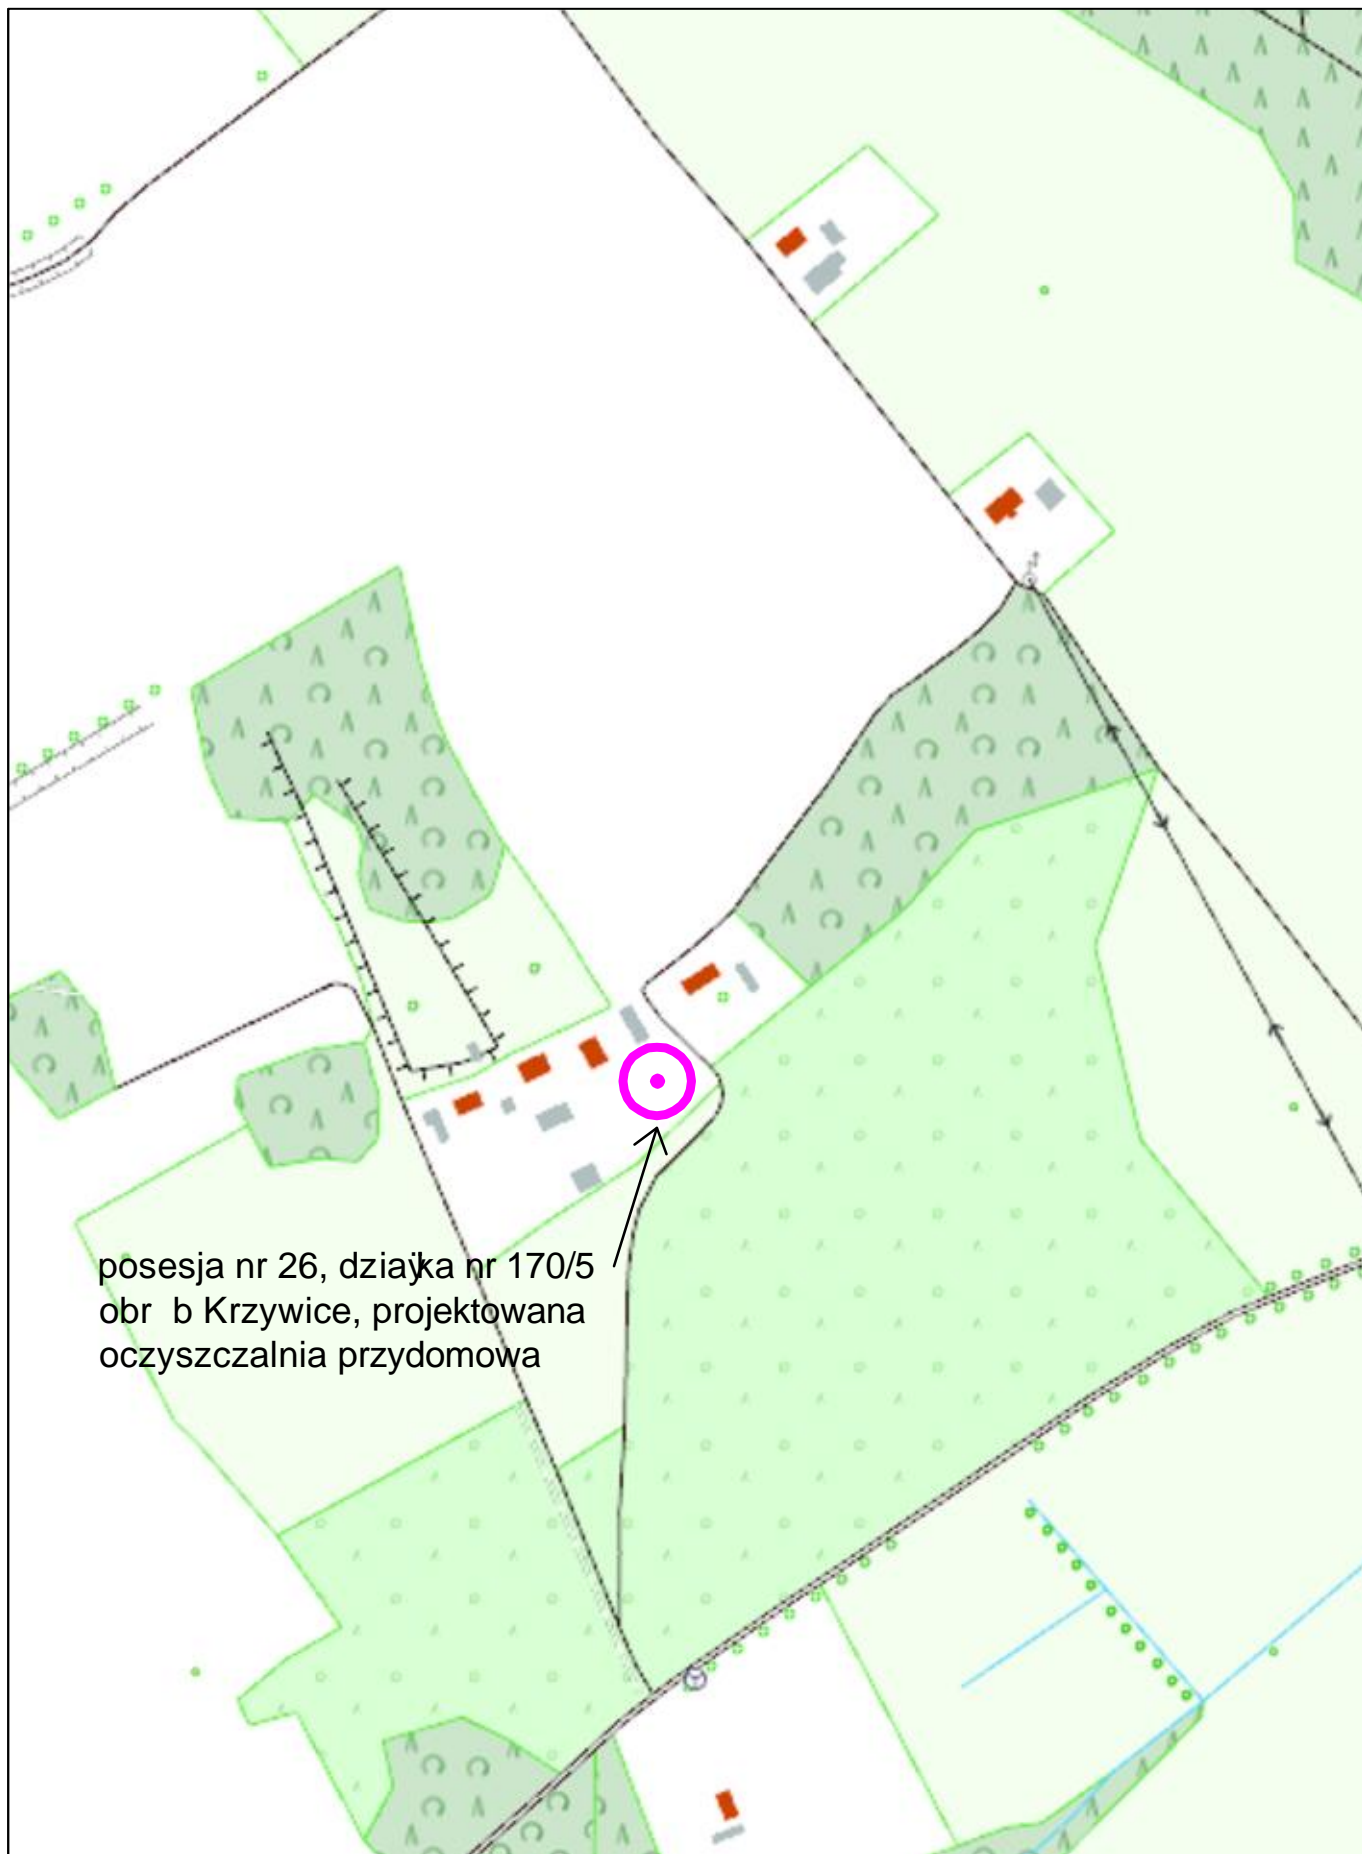 posesja nr 26, działka nr 170/5
obr b Krzywice, projektowana
oczyszczalnia przydomowa